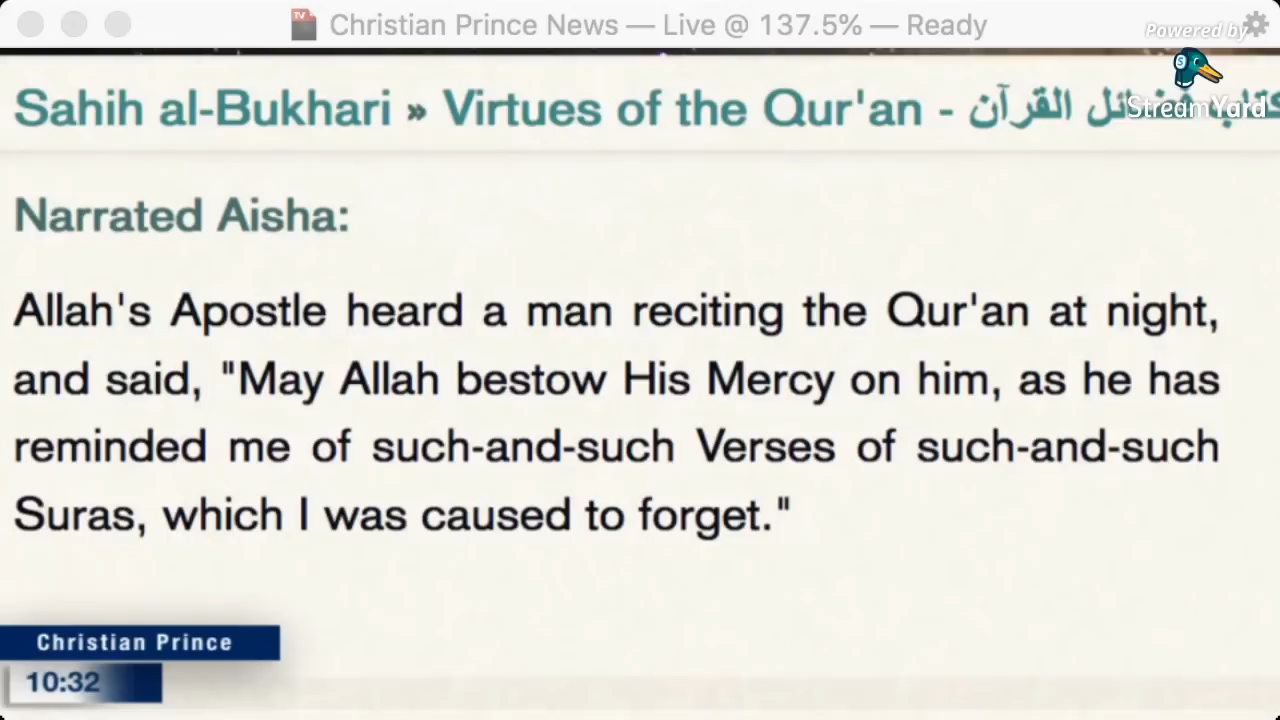 Christian Prince News — Live @ 137.5% — Ready
Powered by
StreamYard
Sahih al-Bukhari » Virtues of the Qur'an - القرآن
Narrated Aisha:
Allah's Apostle heard a man reciting the Qur'an at night,
and said, "May Allah bestow His Mercy on him, as he has
reminded me of such-and-such Verses of such-and-such
Suras, which I was caused to forget."
Christian Prince
10:32